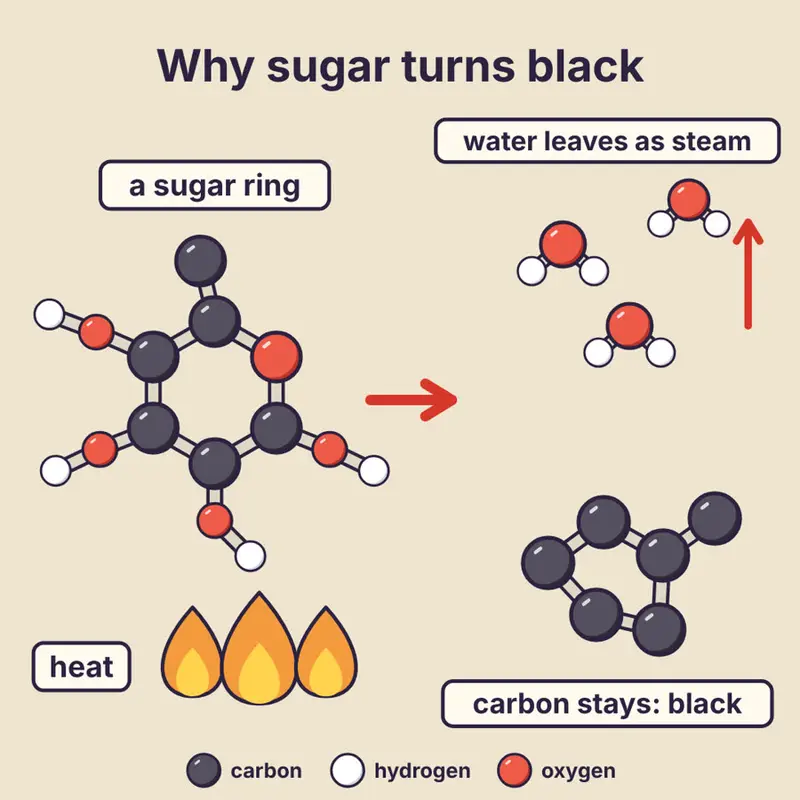 Why sugar turns black
water leaves as steam
a sugar ring
heat
carbon stays: black
carbon
hydrogen
oxygen